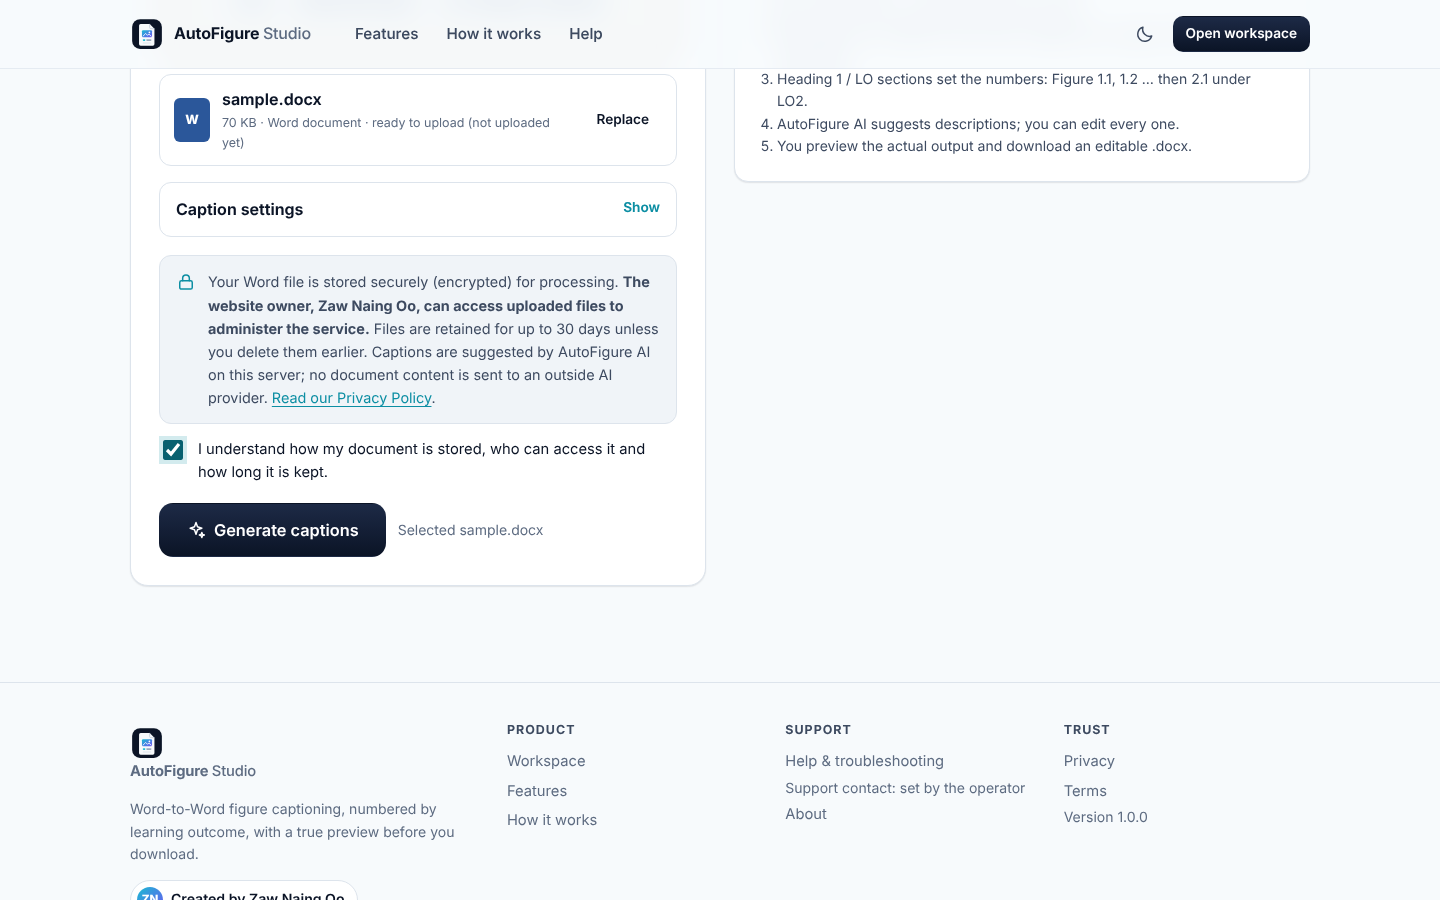 AutoFigure Studio
Features
How it works
Help
Open workspace
W
sample.docx
70 KB · Word document · ready to upload (not uploaded
yet)
Replace
Caption settings
Show
Your Word file is stored securely (encrypted) for processing. The
website owner, Zaw Naing Oo, can access uploaded files to
administer the service. Files are retained for up to 30 days unless
you delete them earlier. Captions are suggested by AutoFigure AI
on this server; no document content is sent to an outside AI
provider. Read our Privacy Policy.
I understand how my document is stored, who can access it and
how long it is kept.
Generate captions
Selected sample.docx
3. Heading 1 / LO sections set the numbers: Figure 1.1, 1.2 ... then 2.1 under
LO2.
4. AutoFigure AI suggests descriptions; you can edit every one.
5. You preview the actual output and download an editable .docx.
AutoFigure Studio
Word-to-Word figure captioning, numbered by
learning outcome, with a true preview before you
download.
ZN
Created by Zaw Naing Oo
PRODUCT
Workspace
Features
How it works
SUPPORT
Help & troubleshooting
Support contact: set by the operator
About
TRUST
Privacy
Terms
Version 1.0.0